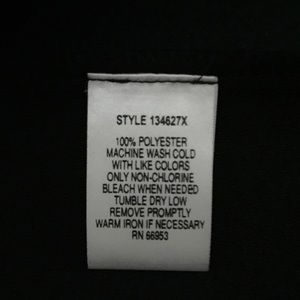 STYLE 134627X
100% POLYESTER
MACHINE WASH COLD
WITH LIKE COLORS
ONLY NON-CHLORINE
BLEACH WHEN NEEDED
TUMBLE DRY LOW
REMOVE PROMPTLY
WARM IRON IF NECESSARY
RN 66953